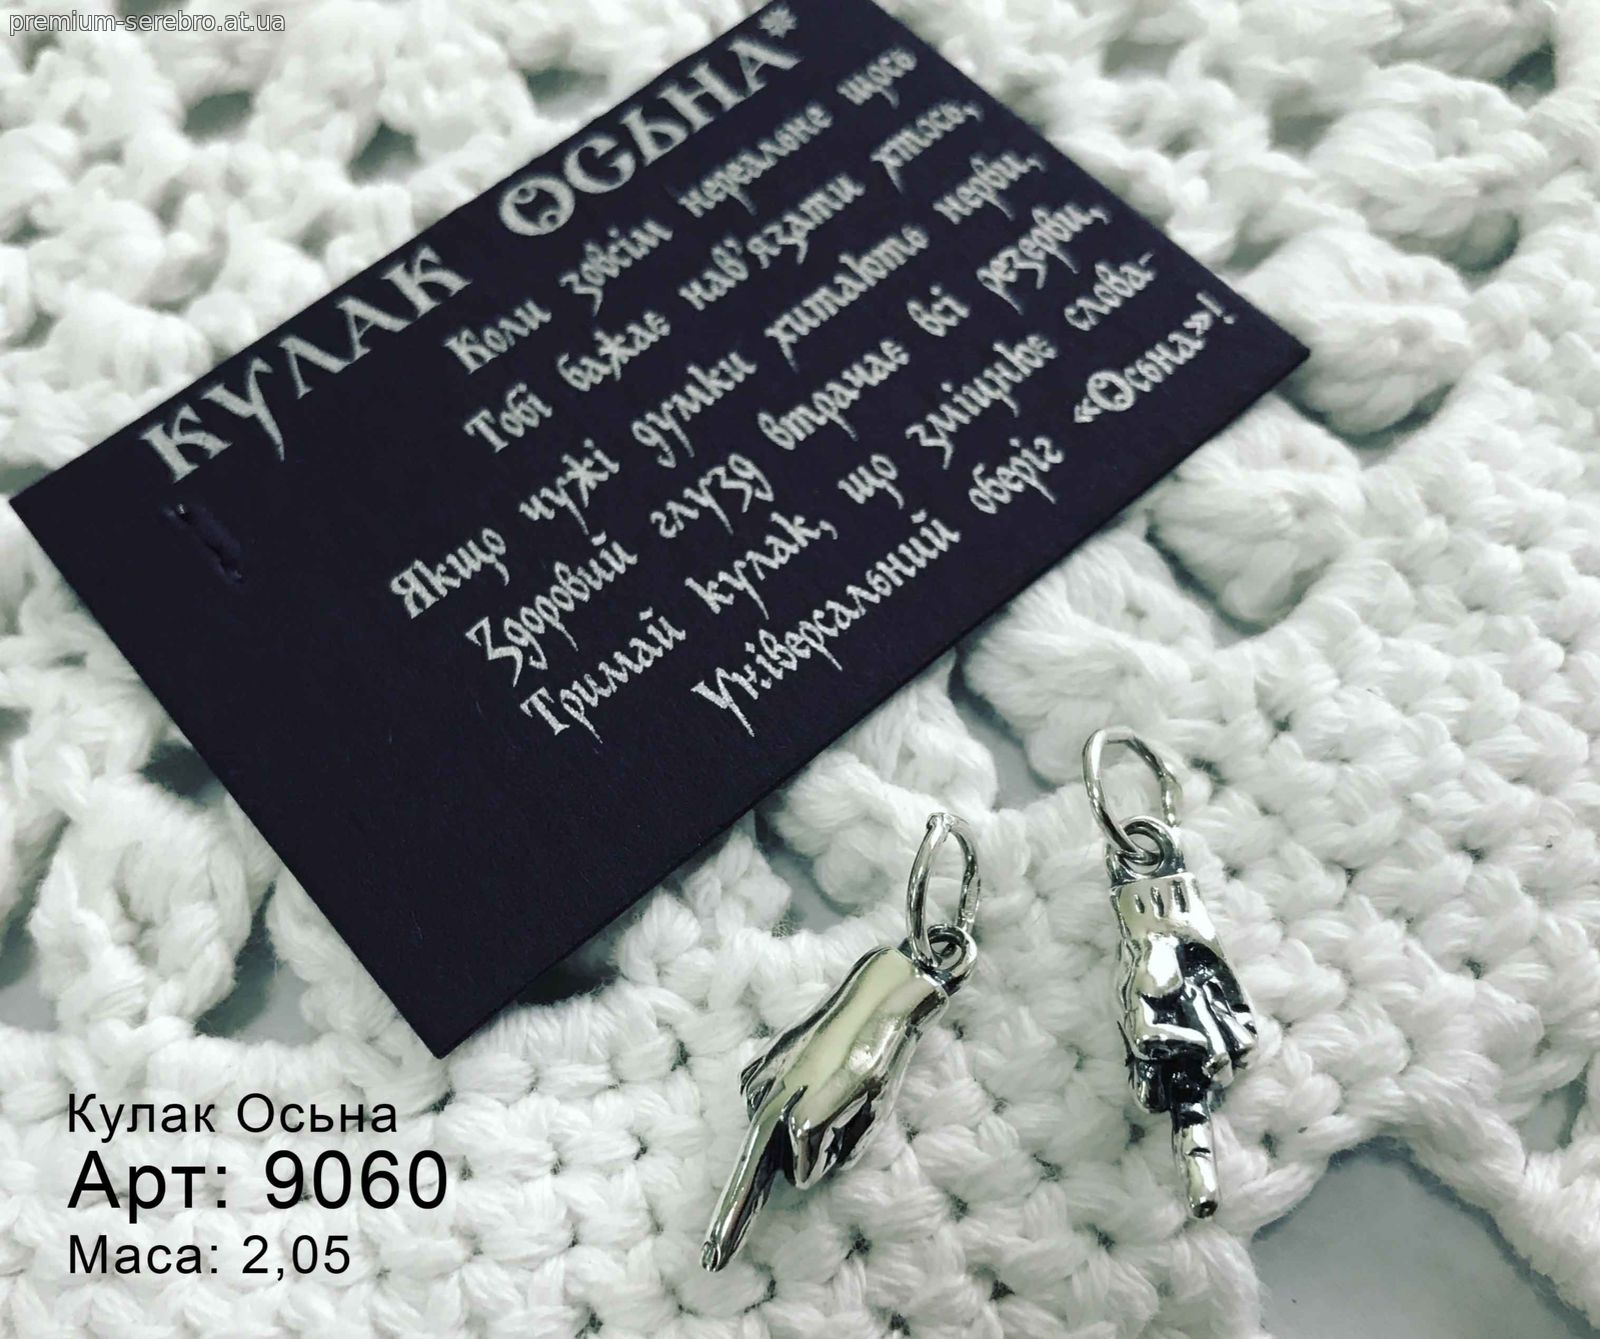 premium-serebro.at.ua
КУЛАК ОСЬНА*
Коли зовсім нереальне щось
Тобі бажає нав'язати хтось,
Якщо чужі думки хитають нерви,
Здоровий глузд втрачає всі резерви,
Тримай кулак, що зміцнює слова-
Універсальний оберіг «Осьна»!
Кулак Осьна
Арт: 9060
Маса: 2,05